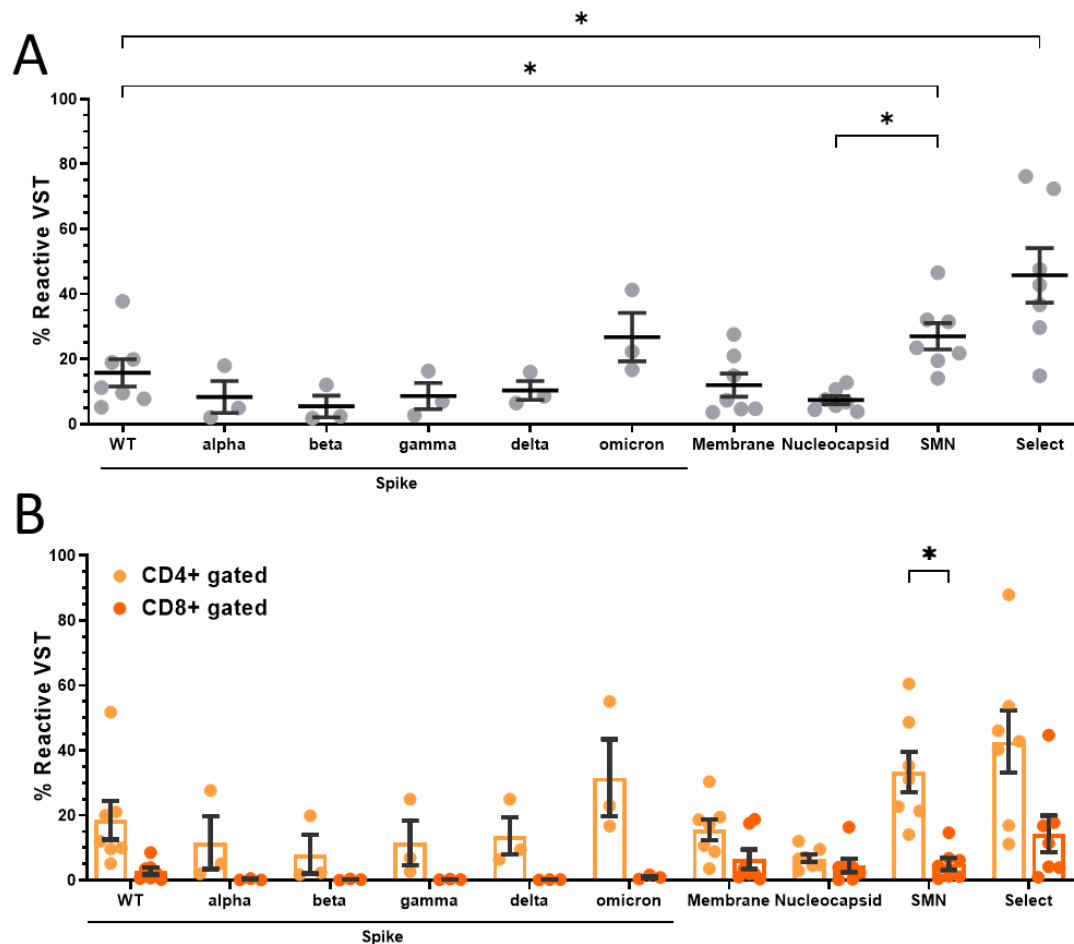 A
*
*
*
% Reactive VST
100
80
60
40
20
0
WT alpha beta gamma delta omicron Membrane Nucleocapsid SMN Select
Spike
B
*
CD4+ gated
CD8+ gated
% Reactive VST
100
80
60
40
20
0
WT alpha beta gamma delta omicron Membrane Nucleocapsid SMN Select
Spike